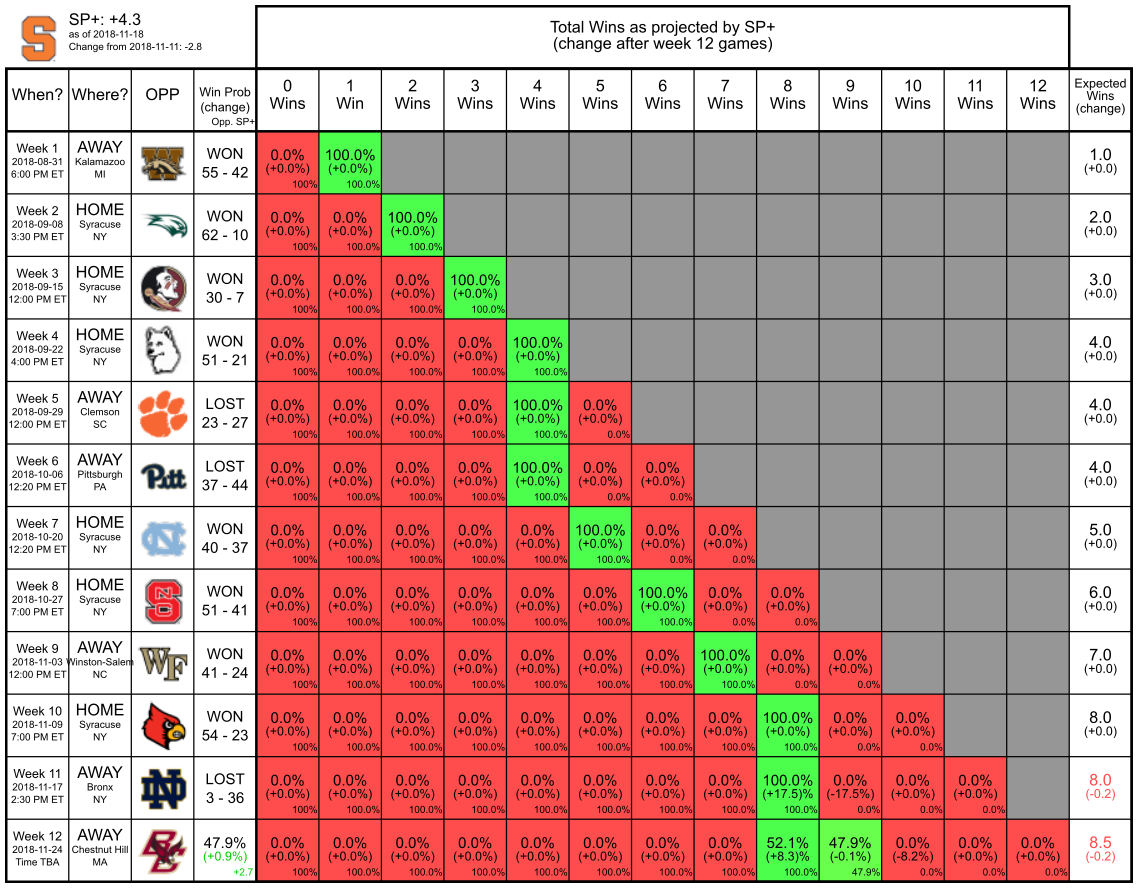 SP+: +4.3
as of 2018-11-18
Change from 2018-11-11: -2.8
Total Wins as projected by SP+
(change after week 12 games)
When? Where? OPP Win Prob (change) Opp. SP+ 0 Wins 1 Win 2 Wins 3 Wins 4 Wins 5 Wins 6 Wins 7 Wins 8 Wins 9 Wins 10 Wins 11 Wins 12 Wins Expected Wins (change)
Week 1 AWAY WON 0.0% 100.0% 1.0
2018-08-31 Kalamazoo (+0.0%) (+0.0%) (+0.0)
6:00 PM ET MI 55 - 42 100% 100.0%
Week 2 HOME WON 0.0% 0.0% 100.0% 2.0
2018-09-08 Syracuse (+0.0%) (+0.0%) (+0.0%) (+0.0)
3:30 PM ET NY 62 - 10 100% 100.0% 100.0%
Week 3 HOME WON 0.0% 0.0% 0.0% 100.0% 3.0
2018-09-15 Syracuse (+0.0%) (+0.0%) (+0.0%) (+0.0%) (+0.0)
12:00 PM ET NY 30 - 7 100% 100.0% 100.0% 100.0%
Week 4 HOME WON 0.0% 0.0% 0.0% 0.0% 100.0% 4.0
2018-09-22 Syracuse (+0.0%) (+0.0%) (+0.0%) (+0.0%) (+0.0%) (+0.0)
4:00 PM ET NY 51 - 21 100% 100.0% 100.0% 100.0% 100.0%
Week 5 AWAY LOST 0.0% 0.0% 0.0% 0.0% 100.0% 0.0% 4.0
2018-09-29 Clemson (+0.0%) (+0.0%) (+0.0%) (+0.0%) (+0.0%) (+0.0%) (+0.0)
12:00 PM ET SC 23 - 27 100% 100.0% 100.0% 100.0% 100.0% 0.0%
Week 6 AWAY Pitt LOST 0.0% 0.0% 0.0% 0.0% 100.0% 0.0% 0.0% 4.0
2018-10-06 Pittsburgh (+0.0%) (+0.0%) (+0.0%) (+0.0%) (+0.0%) (+0.0%) (+0.0%) (+0.0)
12:20 PM ET PA 37 - 44 100% 100.0% 100.0% 100.0% 100.0% 0.0% 0.0%
Week 7 HOME WON 0.0% 0.0% 0.0% 0.0% 0.0% 100.0% 0.0% 0.0% 5.0
2018-10-20 Syracuse (+0.0%) (+0.0%) (+0.0%) (+0.0%) (+0.0%) (+0.0%) (+0.0%) (+0.0%) (+0.0)
12:20 PM ET NY 40 - 37 100% 100.0% 100.0% 100.0% 100.0% 100.0% 0.0% 0.0%
Week 8 HOME WON 0.0% 0.0% 0.0% 0.0% 0.0% 0.0% 100.0% 0.0% 0.0% 6.0
2018-10-27 Syracuse (+0.0%) (+0.0%) (+0.0%) (+0.0%) (+0.0%) (+0.0%) (+0.0%) (+0.0%) (+0.0%) (+0.0)
7:00 PM ET NY 51 - 41 100% 100.0% 100.0% 100.0% 100.0% 100.0% 100.0% 0.0% 0.0%
Week 9 AWAY WF WON 0.0% 0.0% 0.0% 0.0% 0.0% 0.0% 0.0% 100.0% 0.0% 0.0% 7.0
2018-11-03 Winston-Salem (+0.0%) (+0.0%) (+0.0%) (+0.0%) (+0.0%) (+0.0%) (+0.0%) (+0.0%) (+0.0%) (+0.0%) (+0.0)
12:00 PM ET NC 41 - 24 100% 100.0% 100.0% 100.0% 100.0% 100.0% 100.0% 100.0% 0.0% 0.0%
Week 10 HOME WON 0.0% 0.0% 0.0% 0.0% 0.0% 0.0% 0.0% 0.0% 100.0% 0.0% 0.0% 8.0
2018-11-09 Syracuse (+0.0%) (+0.0%) (+0.0%) (+0.0%) (+0.0%) (+0.0%) (+0.0%) (+0.0%) (+0.0%) (+0.0%) (+0.0%) (+0.0)
7:00 PM ET NY 54 - 23 100% 100.0% 100.0% 100.0% 100.0% 100.0% 100.0% 100.0% 100.0% 0.0% 0.0%
Week 11 AWAY LOST 0.0% 0.0% 0.0% 0.0% 0.0% 0.0% 0.0% 0.0% 100.0% 0.0% 0.0% 0.0% 8.0
2018-11-17 Bronx (+0.0%) (+0.0%) (+0.0%) (+0.0%) (+0.0%) (+0.0%) (+0.0%) (+0.0%) (+17.5)% (-17.5%) (+0.0%) (+0.0%) (-0.2)
2:30 PM ET NY 3 - 36 100% 100.0% 100.0% 100.0% 100.0% 100.0% 100.0% 100.0% 100.0% 0.0% 0.0% 0.0%
Week 12 AWAY 47.9% 0.0% 0.0% 0.0% 0.0% 0.0% 0.0% 0.0% 0.0% 52.1% 47.9% 0.0% 0.0% 0.0% 8.5
2018-11-24 Chestnut Hill (+0.9%) (+0.0%) (+0.0%) (+0.0%) (+0.0%) (+0.0%) (+0.0%) (+0.0%) (+0.0%) (+8.3)% (-0.1%) (-8.2%) (+0.0%) (+0.0%) (-0.2)
Time TBA MA +2.7 100% 100.0% 100.0% 100.0% 100.0% 100.0% 100.0% 100.0% 100.0% 47.9% 0.0% 0.0% 0.0%